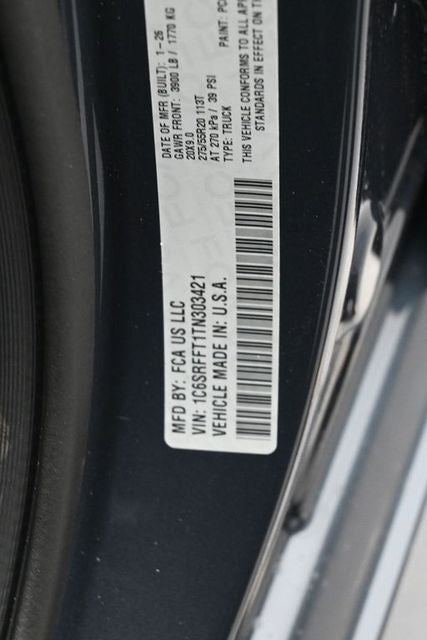 MFD BY: FCA US LLC
VIN: 1C6SRFFT1TN303421
VEHICLE MADE IN: U.S.A.
DATE OF MFR (BUILT): 1-26
GAWR FRONT: 3900 LB / 1770 KG
20X9.0
275/55R20 113T
AT 270 kPa / 39 PSI
TYPE: TRUCK
PAINT:
THIS VEHICLE CONFORMS TO ALL
STANDARDS IN EFFECT ON